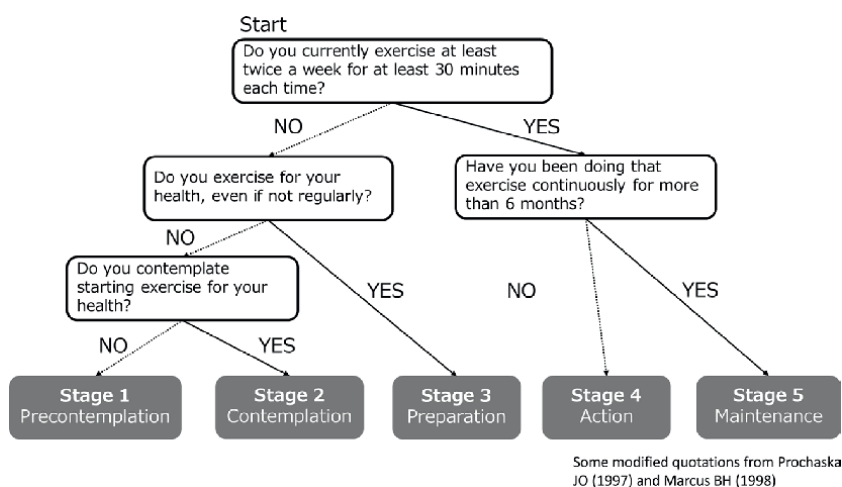 Start
Do you currently exercise at least
twice a week for at least 30 minutes
each time?
NO
YES
Do you exercise for your
health, even if not regularly?
Have you been doing that
exercise continuously for more
than 6 months?
NO
Do you contemplate
starting exercise for your
health?
YES
NO
YES
NO
YES
Stage 1
Precontemplation
Stage 2
Contemplation
Stage 3
Preparation
Stage 4
Action
Stage 5
Maintenance
Some modified quotations from Prochaska
JO (1997) and Marcus BH (1998)